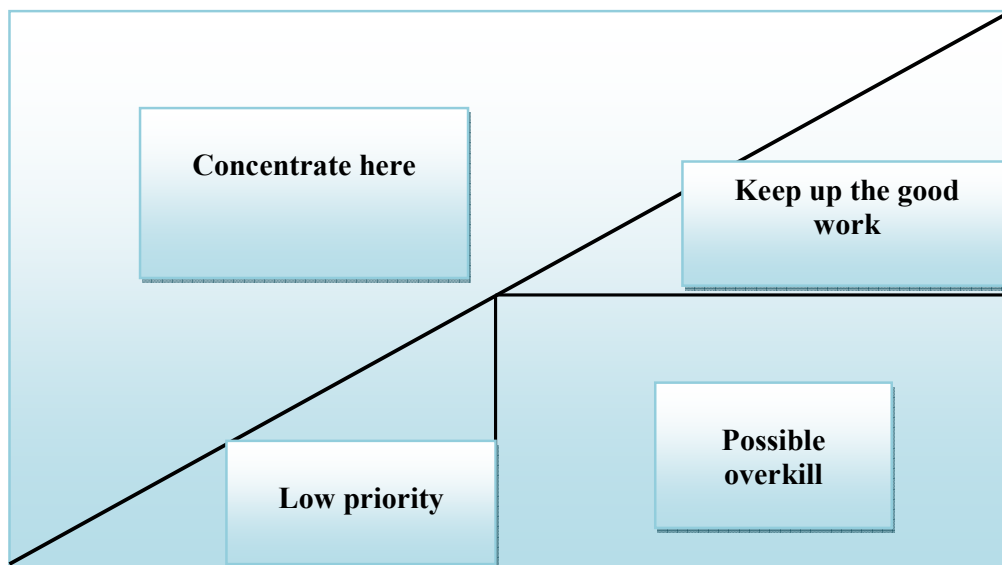 Concentrate here
Keep up the good
work
Possible
overkill
Low priority